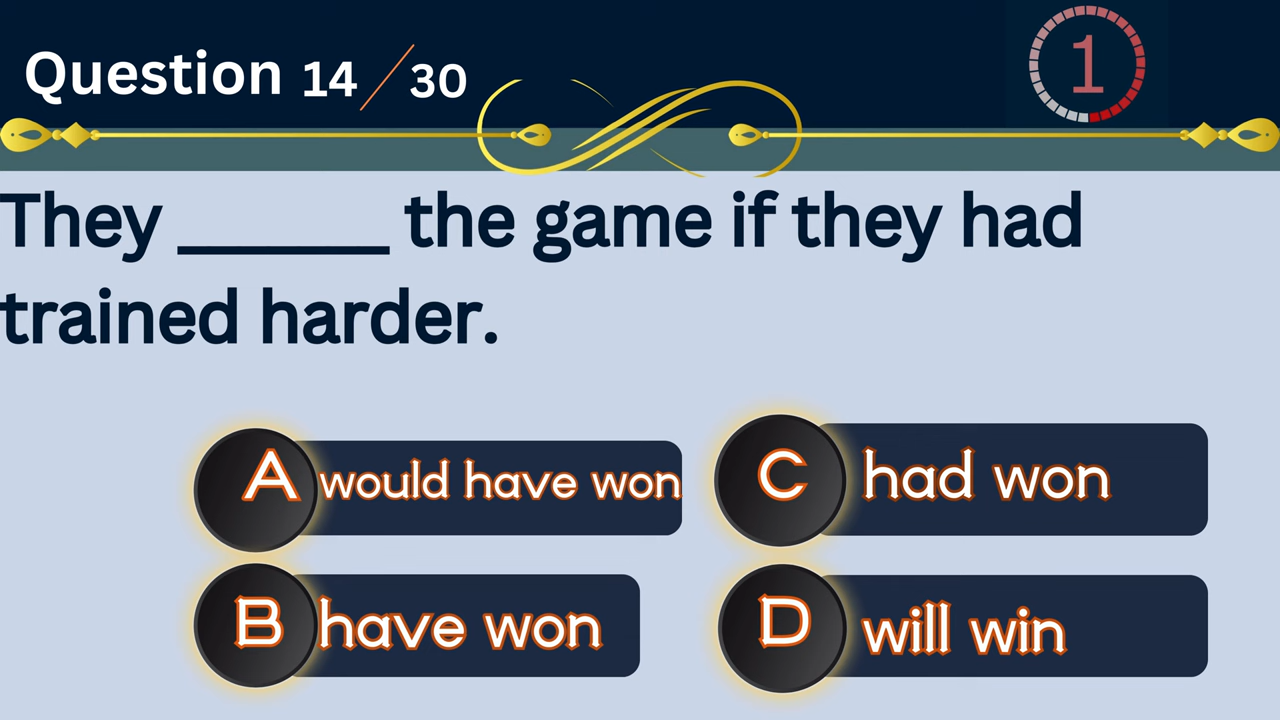 Question 14 / 30
1
They ______ the game if they had
trained harder.
A would have won
C had won
B have won
D will win